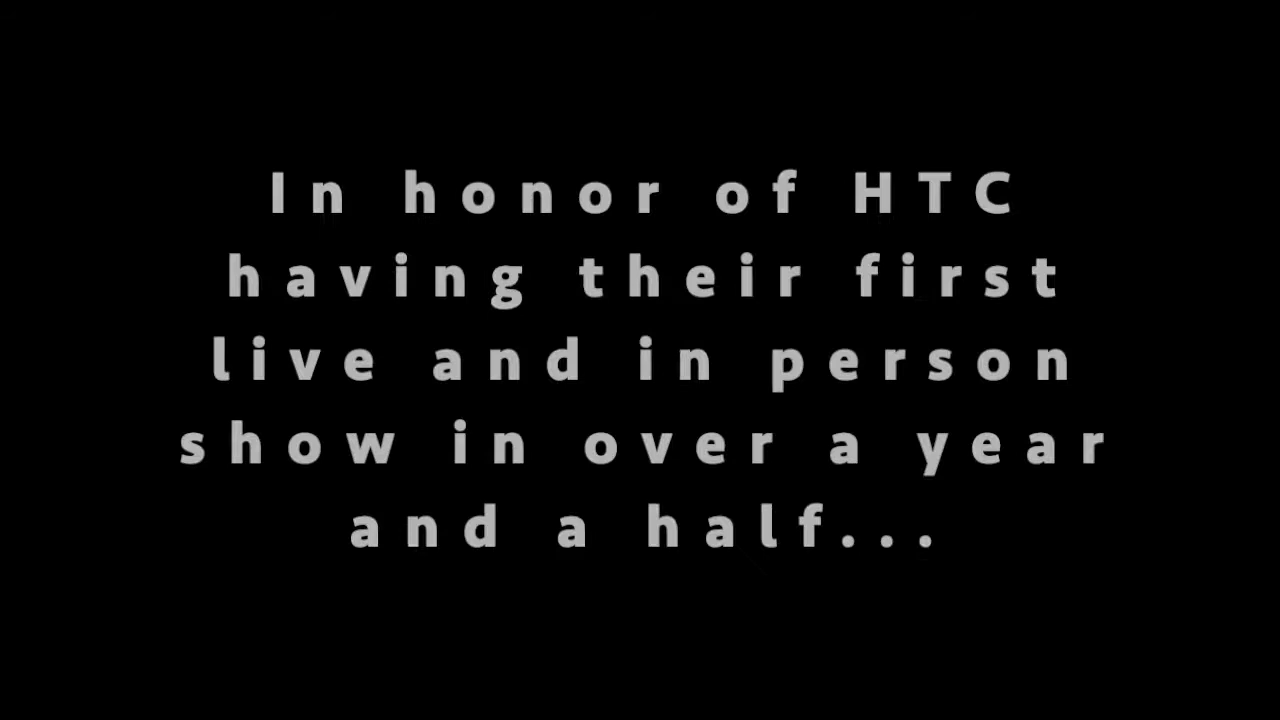 In honor of HTC
having their first
live and in person
show in over a year
and a half...